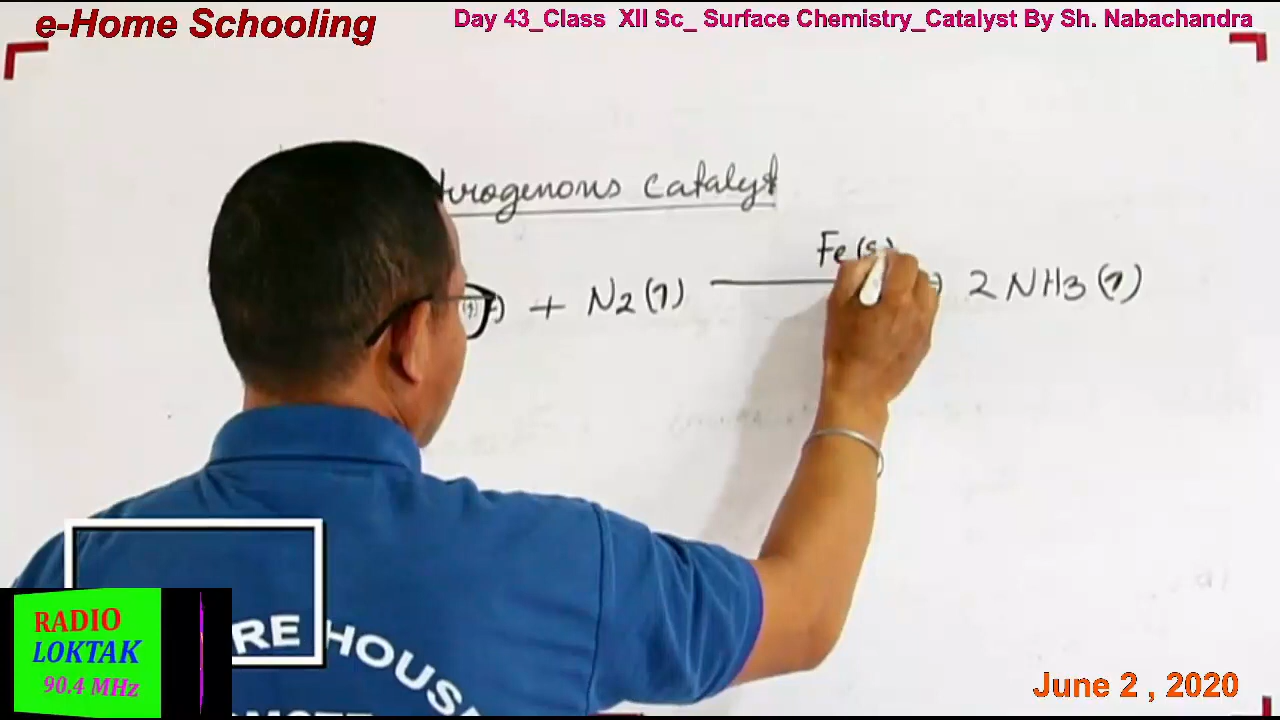 e-Home Schooling
Day 43_Class XII Sc_ Surface Chemistry_Catalyst By Sh. Nabachandra
catalyst
+ N2(g) 2NH3(g)
Fe(s)
RADIO
LOKTAK
90.4 MHz
HOUSE
June 2 , 2020